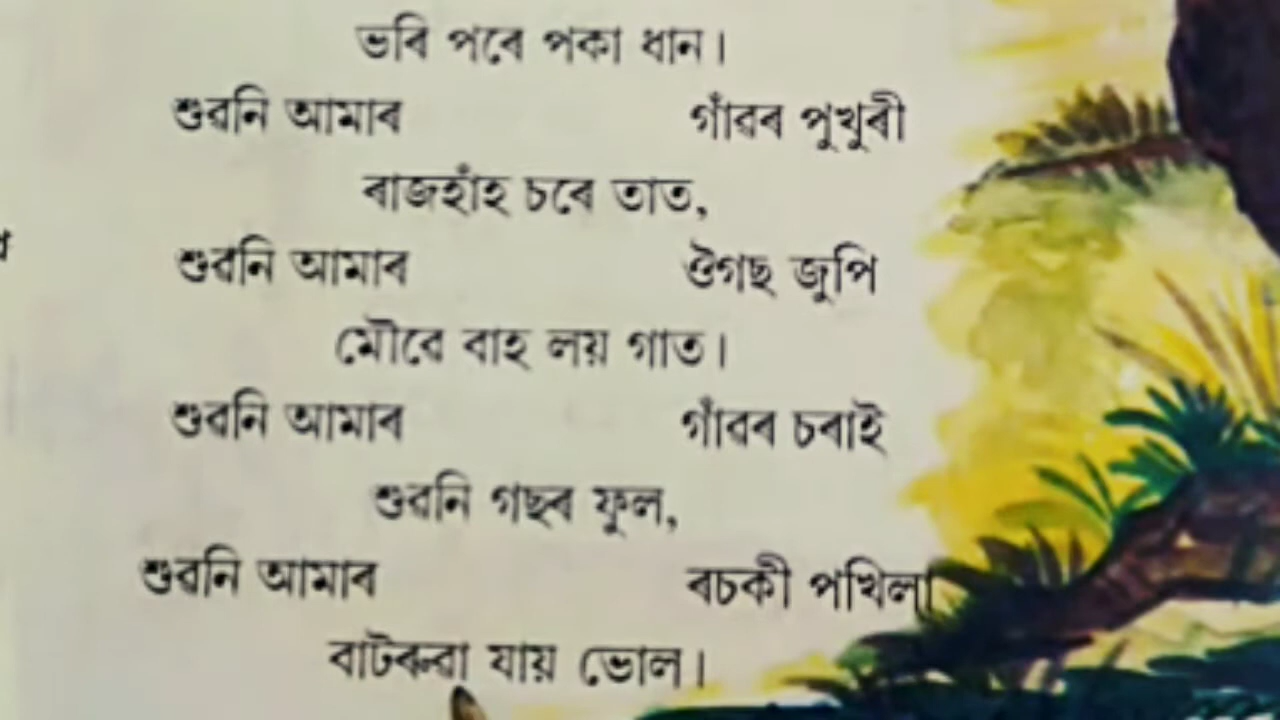 ভৰি পৰে পকা ধান।
শুৱনি আমাৰ গাঁৱৰ পুখুৰী
ৰাজহাঁহ চৰে তাত,
শুৱনি আমাৰ ঔগছ জুপি
মৌৱে বাহ লয় গাত।
শুৱনি আমাৰ গাঁৱৰ চৰাই
শুৱনি গছৰ ফুল,
শুৱনি আমাৰ ৰচকী পখিলা
বাটৰুৱা যায় ভোল।